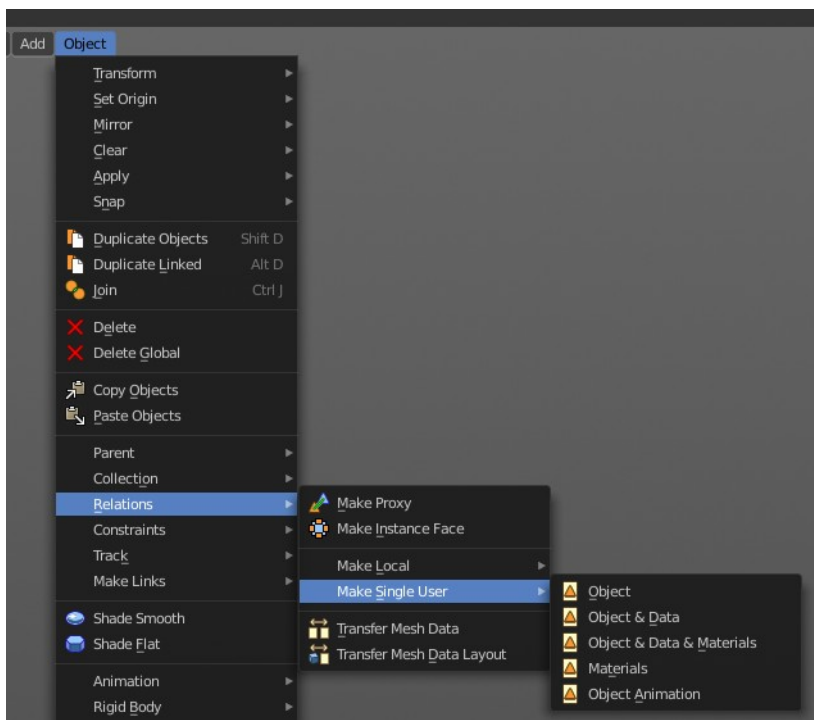 Add Object
Transform
Set Origin
Mirror
Clear
Apply
Snap
Duplicate Objects Shift D
Duplicate Linked Alt D
Join Ctrl J
Delete
Delete Global
Copy Objects
Paste Objects
Parent
Collection
Relations
Constraints
Track
Make Links
Shade Smooth
Shade Flat
Animation
Rigid Body
Make Proxy
Make Instance Face
Make Local
Make Single User
Transfer Mesh Data
Transfer Mesh Data Layout
Object
Object & Data
Object & Data & Materials
Materials
Object Animation